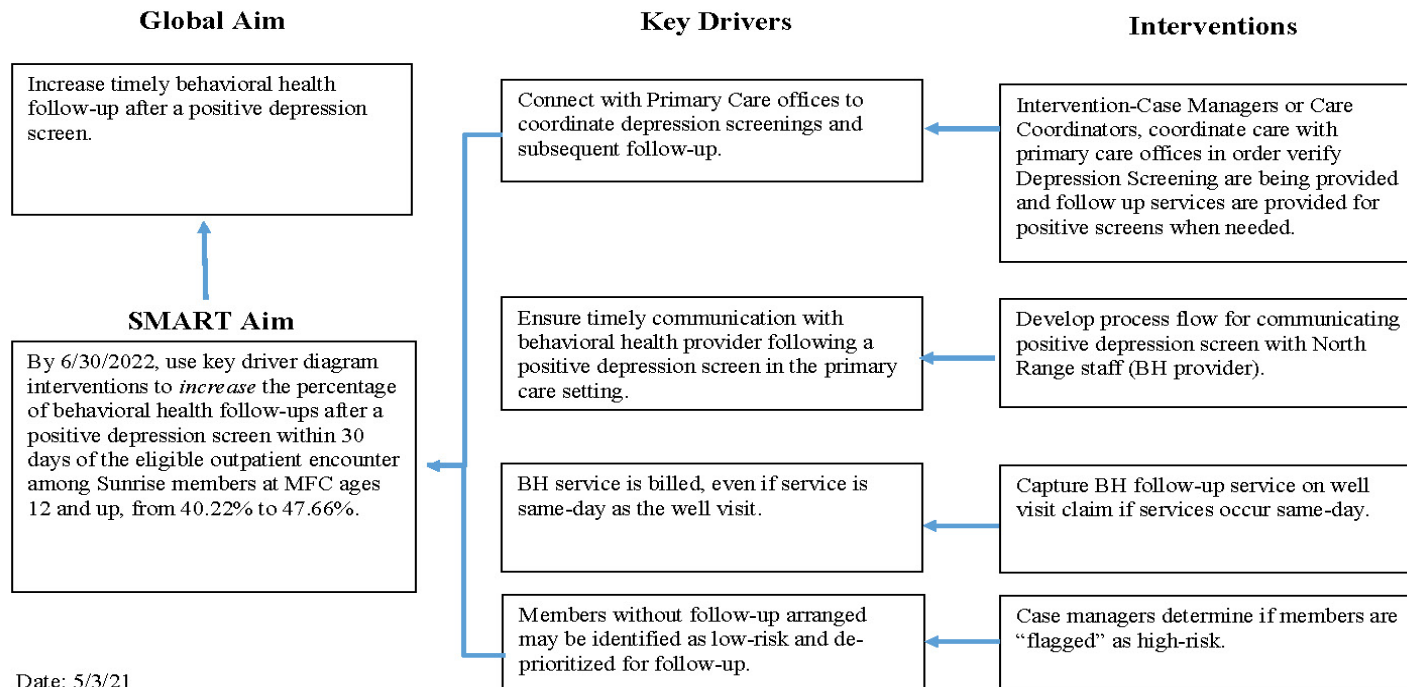 Global Aim
Key Drivers
Interventions
Increase timely behavioral health
follow-up after a positive depression
screen.
SMART Aim
By 6/30/2022, use key driver diagram
interventions to increase the percentage
of behavioral health follow-ups after a
positive depression screen within 30
days of the eligible outpatient encounter
among Sunrise members at MFC ages
12 and up, from 40.22% to 47.66%.
Connect with Primary Care offices to
coordinate depression screenings and
subsequent follow-up.
Ensure timely communication with
behavioral health provider following a
positive depression screen in the primary
care setting.
BH service is billed, even if service is
same-day as the well visit.
Members without follow-up arranged
may be identified as low-risk and de-
prioritized for follow-up.
Intervention-Case Managers or Care
Coordinators, coordinate care with
primary care offices in order verify
Depression Screening are being provided
and follow up services are provided for
positive screens when needed.
Develop process flow for communicating
positive depression screen with North
Range staff (BH provider).
Capture BH follow-up service on well
visit claim if services occur same-day.
Case managers determine if members are
“flagged” as high-risk.
Date: 5/3/21